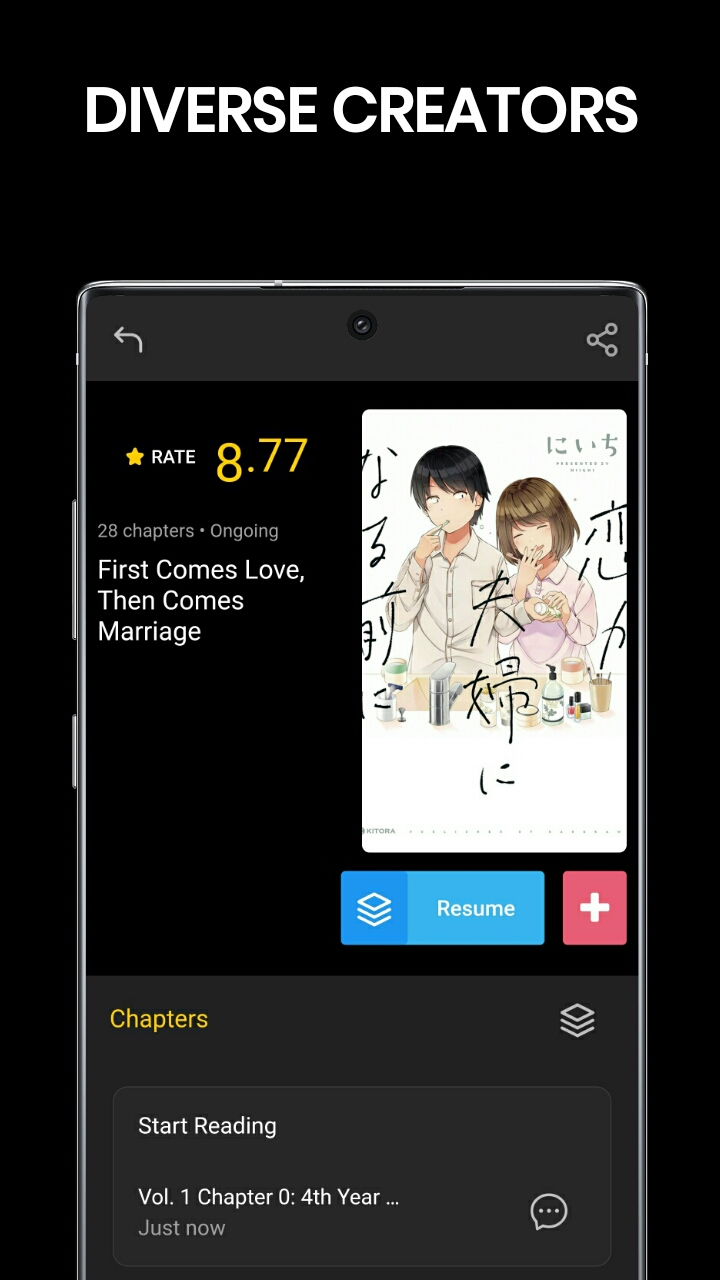 DIVERSE CREATORS
RATE 8.77
28 chapters • Ongoing
First Comes Love,
Then Comes
Marriage
にいち
PRESENTED BY
NIICHI
恋が
夫婦に
なる前に
KITORA
Resume
Chapters
Start Reading
Vol. 1 Chapter 0: 4th Year ...
Just now